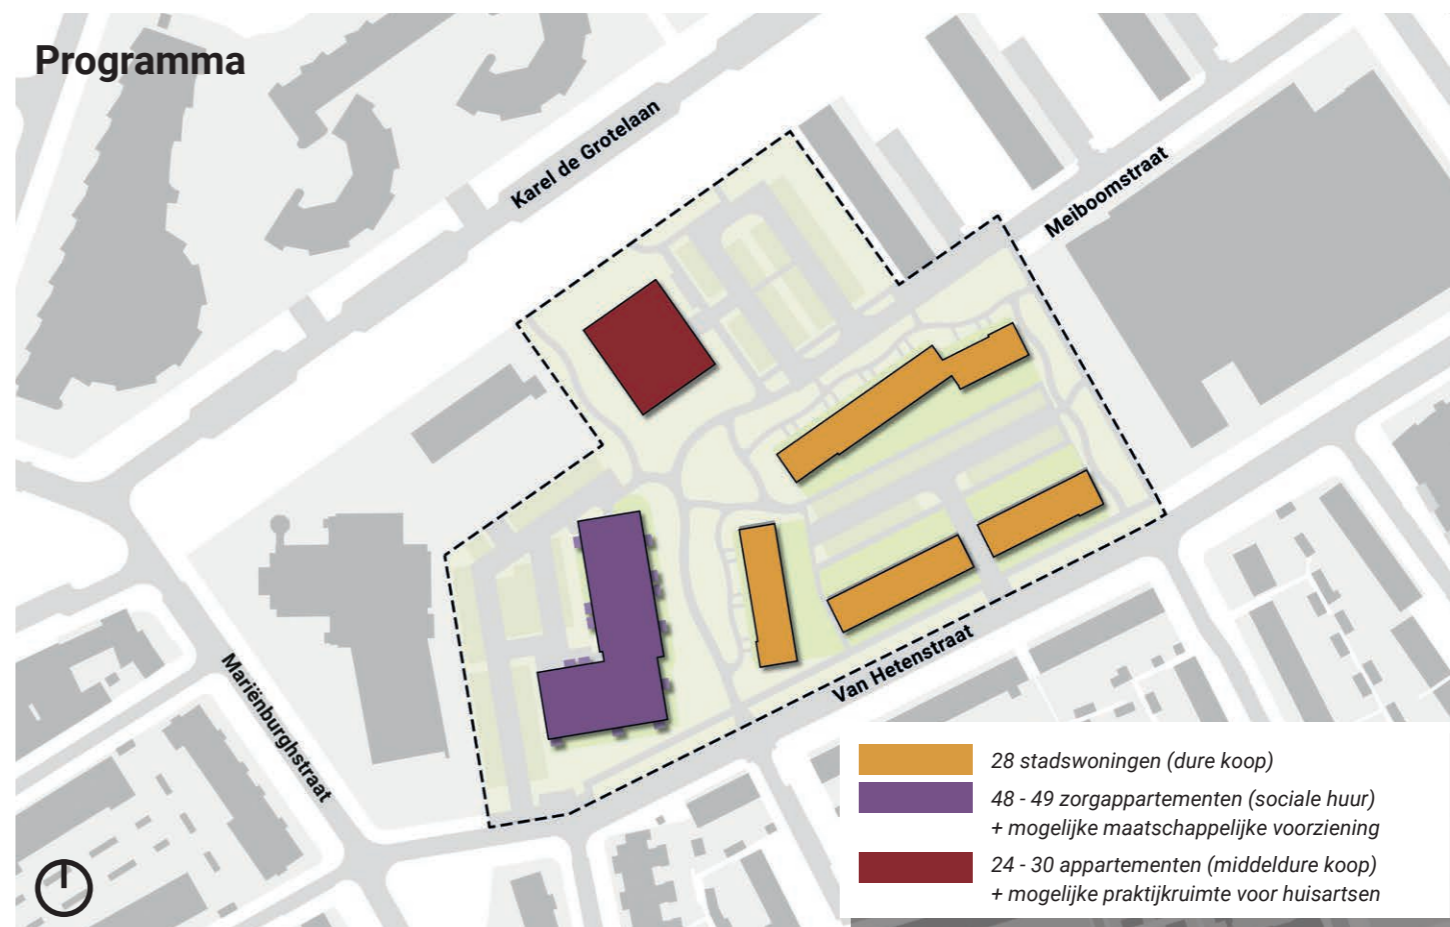 Programma
Karel de Grotelaan
Meiboomstraat
Van Hetenstraat
Mariënburghstraat
28 stadswoningen (dure koop)
48 - 49 zorgappartementen (sociale huur)
+ mogelijke maatschappelijke voorziening
24 - 30 appartementen (middeldure koop)
+ mogelijke praktijkruimte voor huisartsen